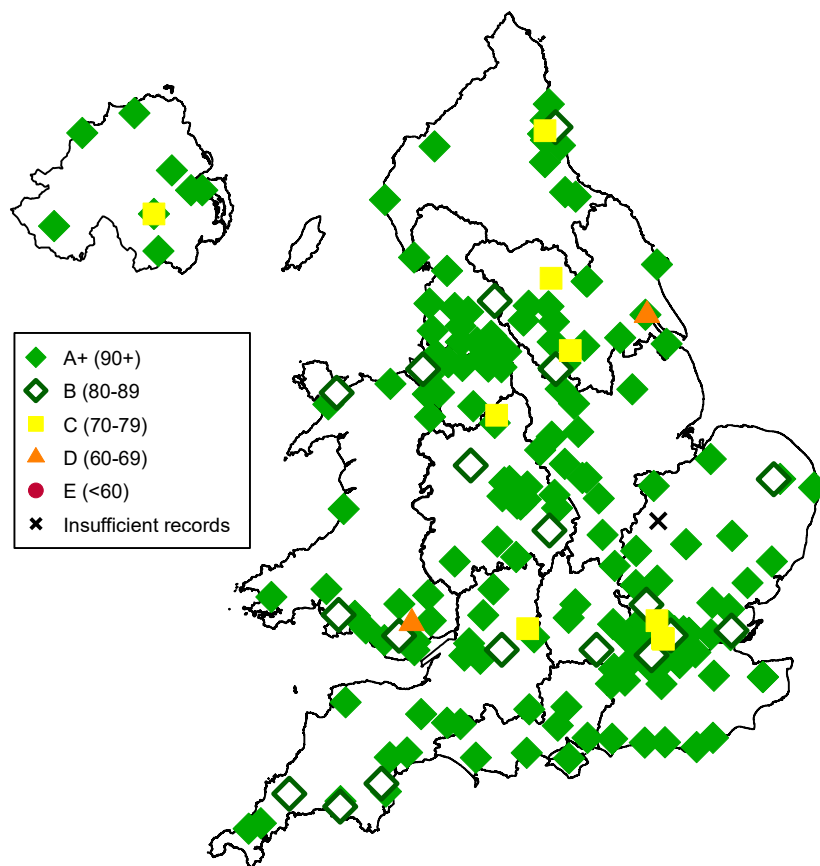 A+ (90+)
B (80-89
C (70-79)
D (60-69)
E (<60)
Insufficient records